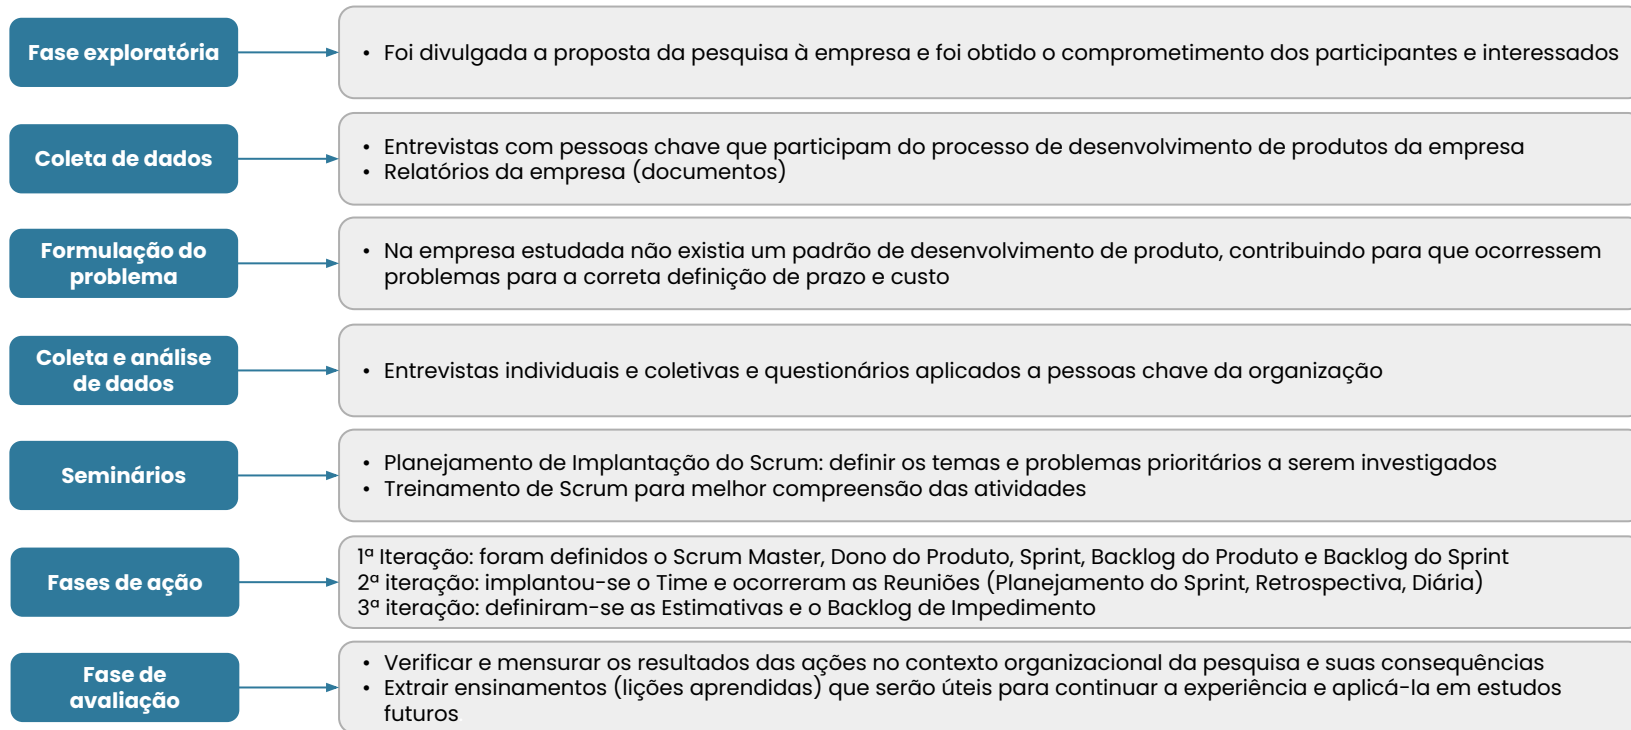 Fase exploratória
• Foi divulgada a proposta da pesquisa à empresa e foi obtido o comprometimento dos participantes e interessados
Coleta de dados
• Entrevistas com pessoas chave que participam do processo de desenvolvimento de produtos da empresa
• Relatórios da empresa (documentos)
Formulação do
problema
• Na empresa estudada não existia um padrão de desenvolvimento de produto, contribuindo para que ocorressem
problemas para a correta definição de prazo e custo
Coleta e análise
de dados
• Entrevistas individuais e coletivas e questionários aplicados a pessoas chave da organização
Seminários
• Planejamento de Implantação do Scrum: definir os temas e problemas prioritários a serem investigados
• Treinamento de Scrum para melhor compreensão das atividades
Fases de ação
1ª Iteração: foram definidos o Scrum Master, Dono do Produto, Sprint, Backlog do Produto e Backlog do Sprint
2ª iteração: implantou-se o Time e ocorreram as Reuniões (Planejamento do Sprint, Retrospectiva, Diária)
3ª iteração: definiram-se as Estimativas e o Backlog de Impedimento
Fase de
avaliação
• Verificar e mensurar os resultados das ações no contexto organizacional da pesquisa e suas consequências
• Extrair ensinamentos (lições aprendidas) que serão úteis para continuar a experiência e aplicá-la em estudos
futuros